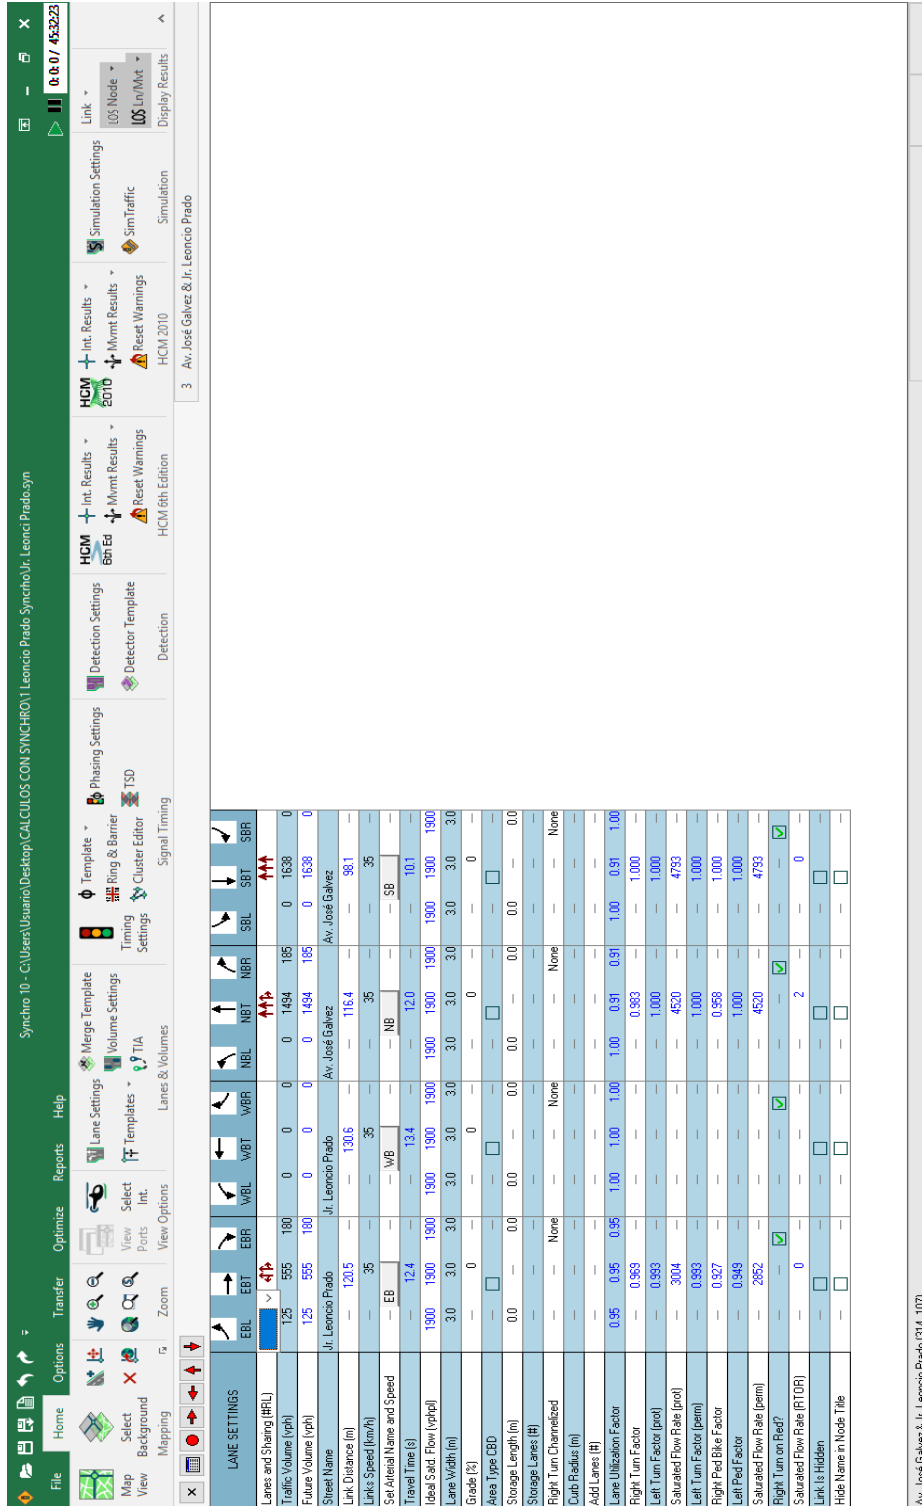 Synchro 10 - C:\Users\Usuario\Desktop\CALCULOS CON SYNCHRO\1 Leoncio Prado Syncrho\Jr. Leonci Prado.syn
File Home Options Transfer Optimize Reports Help
0: 0: 0 / 45:32:23
Map View
Select Background
Mapping
Zoom
View Ports
Select Int.
View Options
Lane Settings
Templates
Merge Template
Volume Settings
TIA
Lanes & Volumes
Timing Settings
Template
Ring & Barrier
Cluster Editor
Phasing Settings
TSD
Signal Timing
Detection Settings
Detector Template
Detection
HCM 6th Ed
Int. Results
Mvmt Results
Reset Warnings
HCM 6th Edition
HCM 2010
Int. Results
Mvmt Results
Reset Warnings
HCM 2010
Simulation Settings
SimTraffic
Simulation
Link
LOS Node
LOS Ln/Mvt
Display Results
3 Av. José Galvez & Jr. Leoncio Prado
LANE SETTINGS EBL EBT EBR WBL WBT WBR NBL NBT NBR SBL SBT SBR
Lanes and Sharing (#RL)
Traffic Volume (vph) 125 555 180 0 0 0 0 1494 185 0 1638 0
Future Volume (vph) 125 555 180 0 0 0 0 1494 185 0 1638 0
Street Name Jr. Leoncio Prado Jr. Leoncio Prado Av. José Galvez Av. José Galvez
Link Distance (m) — 120.5 — — 130.6 — — 116.4 — — 98.1 —
Links Speed (km/h) — 35 — — 35 — — 35 — — 35 —
Set Arterial Name and Speed — EB — — WB — — NB — — SB —
Travel Time (s) — 12.4 — — 13.4 — — 12.0 — — 10.1 —
Ideal Satd. Flow (vphpl) 1900 1900 1900 1900 1900 1900 1900 1900 1900 1900 1900 1900
Lane Width (m) 3.0 3.0 3.0 3.0 3.0 3.0 3.0 3.0 3.0 3.0 3.0 3.0
Grade (%) — 0 — — 0 — — 0 — — 0 —
Area Type CBD — — — — — — — —
Storage Length (m) 0.0 — 0.0 0.0 — 0.0 0.0 — 0.0 0.0 — 0.0
Storage Lanes (#) — — — — — — — — — — — —
Right Turn Channelized — — None — — None — — None — — None
Curb Radius (m) — — — — — — — — — — — —
Add Lanes (#) — — — — — — — — — — — —
Lane Utilization Factor 0.95 0.95 0.95 1.00 1.00 1.00 1.00 0.91 0.91 1.00 0.91 1.00
Right Turn Factor — 0.969 — — — — — 0.983 — — 1.000 —
Left Turn Factor (prot) — 0.993 — — — — — 1.000 — — 1.000 —
Saturated Flow Rate (prot) — 3004 — — — — — 4520 — — 4793 —
Left Turn Factor (perm) — 0.993 — — — — — 1.000 — — 1.000 —
Right Ped Bike Factor — 0.927 — — — — — 0.958 — — 1.000 —
Left Ped Factor — 0.949 — — — — — 1.000 — — 1.000 —
Saturated Flow Rate (perm) — 2852 — — — — — 4520 — — 4793 —
Right Turn on Red? — — — — — — — —
Saturated Flow Rate (RTOR) — 0 — — — — — 2 — — 0 —
Link Is Hidden — — — — — — — —
Hide Name in Node Title — — — — — — — —
Av. José Galvez & Jr. Leoncio Prado (314, 107)